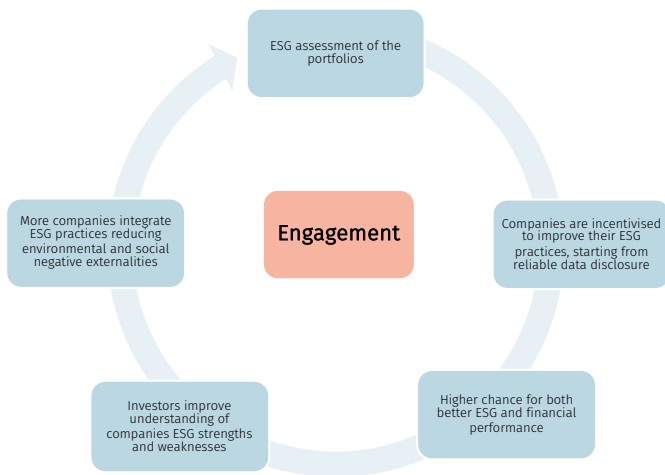 ESG assessment of the
portfolios
Companies are incentivised
to improve their ESG
practices, starting from
reliable data disclosure
Higher chance for both
better ESG and financial
performance
Investors improve
understanding of
companies ESG strengths
and weaknesses
More companies integrate
ESG practices reducing
environmental and social
negative externalities
Engagement